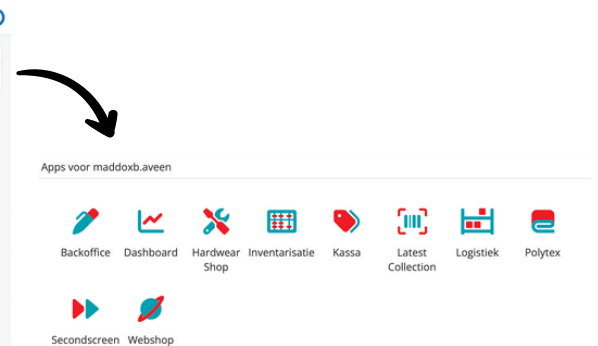 Apps voor maddoxb.aveen
Backoffice Dashboard Hardwear Inventarisatie Kassa Latest Logistiek Polytex
Shop Collection
Secondscreen Webshop